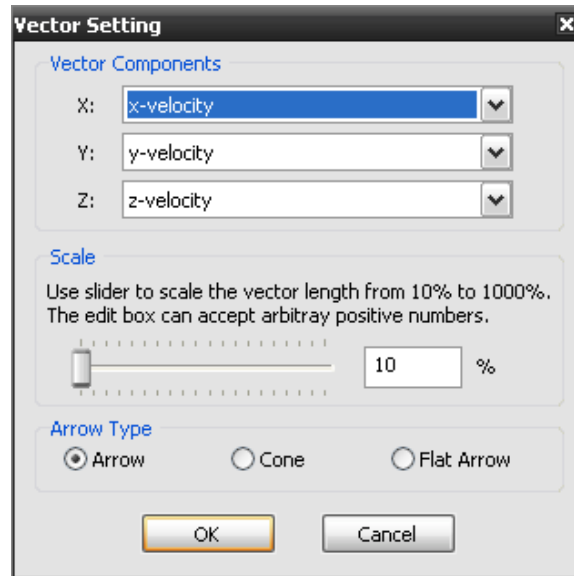 Vector Setting
Vector Components
X: x-velocity
Y: y-velocity
Z: z-velocity
Scale
Use slider to scale the vector length from 10% to 1000%.
The edit box can accept arbitray positive numbers.
10 %
Arrow Type
Arrow Cone Flat Arrow
OK Cancel